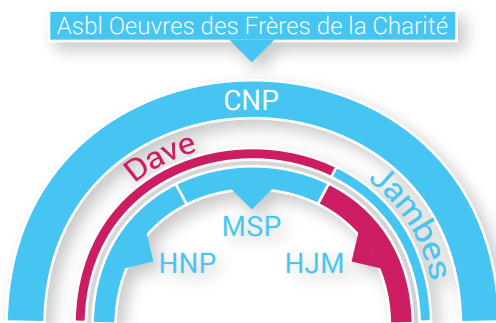 Asbl Oeuvres des Frères de la Charité
CNP
Dave
Jambes
MSP
HNP
HJM